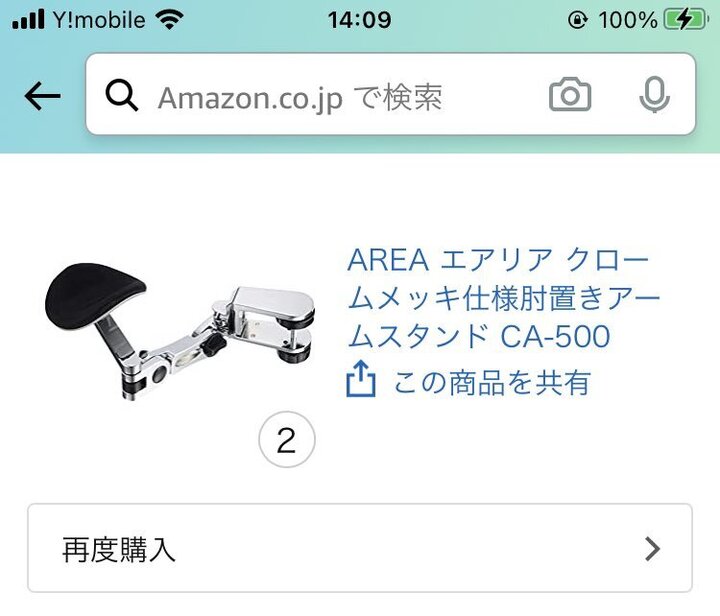 Y!mobile 14:09 100%
Amazon.co.jp で検索
AREA エアリア クロー
ムメッキ仕様肘置きアー
ムスタンド CA-500
この商品を共有
2
再度購入